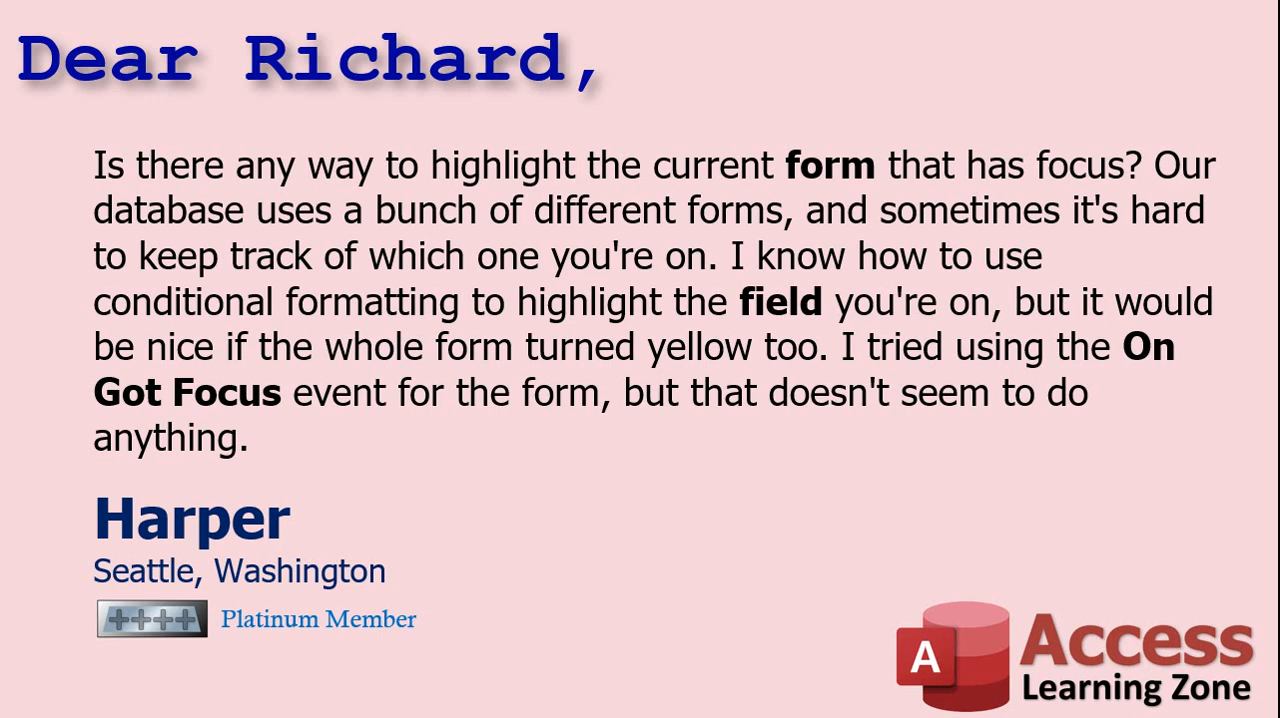 Dear Richard,
Is there any way to highlight the current form that has focus? Our
database uses a bunch of different forms, and sometimes it's hard
to keep track of which one you're on. I know how to use
conditional formatting to highlight the field you're on, but it would
be nice if the whole form turned yellow too. I tried using the On
Got Focus event for the form, but that doesn't seem to do
anything.
Harper
Seattle, Washington
++++ Platinum Member
A Access
Learning Zone